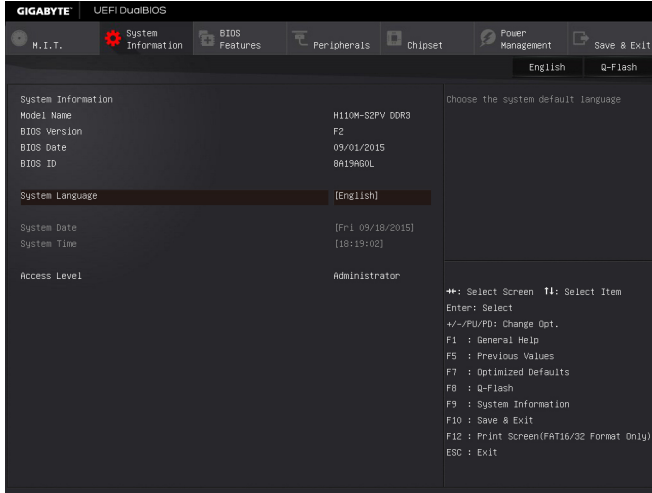 GIGABYTE™ UEFI DualBIOS
M.I.T. System Information BIOS Features Peripherals Chipset Power Management Save & Exit
English Q-Flash
System Information Choose the system default language
Model Name H110M-S2PV DDR3
BIOS Version F2
BIOS Date 09/01/2015
BIOS ID 8A19AG0L
System Language [English]
System Date [Fri 09/18/2015]
System Time [18:19:02]
Access Level Administrator
→←: Select Screen ↑↓: Select Item
Enter: Select
+/-/PU/PD: Change Opt.
F1 : General Help
F5 : Previous Values
F7 : Optimized Defaults
F8 : Q-Flash
F9 : System Information
F10 : Save & Exit
F12 : Print Screen(FAT16/32 Format Only)
ESC : Exit